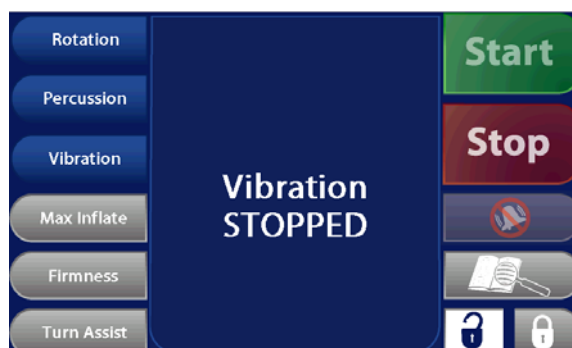 Rotation
Percussion
Vibration
Max Inflate
Firmness
Turn Assist
Vibration
STOPPED
Start
Stop